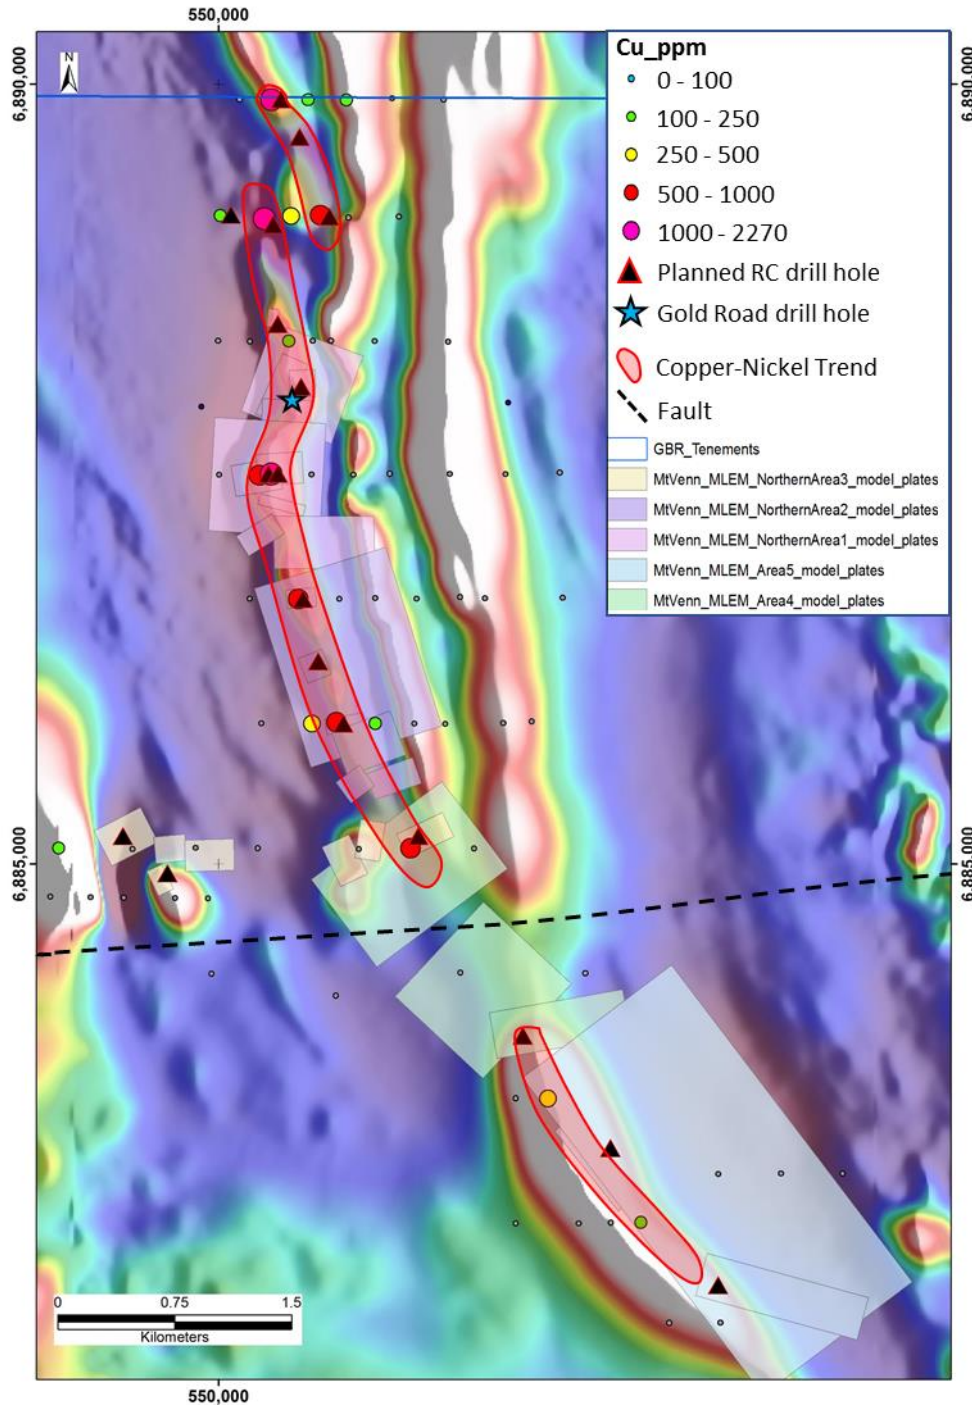 550,000
6,890,000
6,890,000
N
Cu_ppm
0 - 100
100 - 250
250 - 500
500 - 1000
1000 - 2270
Planned RC drill hole
Gold Road drill hole
Copper-Nickel Trend
Fault
GBR_Tenements
MtVenn_MLEM_NorthernArea3_model_plates
MtVenn_MLEM_NorthernArea2_model_plates
MtVenn_MLEM_NorthernArea1_model_plates
MtVenn_MLEM_Area5_model_plates
MtVenn_MLEM_Area4_model_plates
6,885,000
6,885,000
0 0.75 1.5
Kilometers
550,000